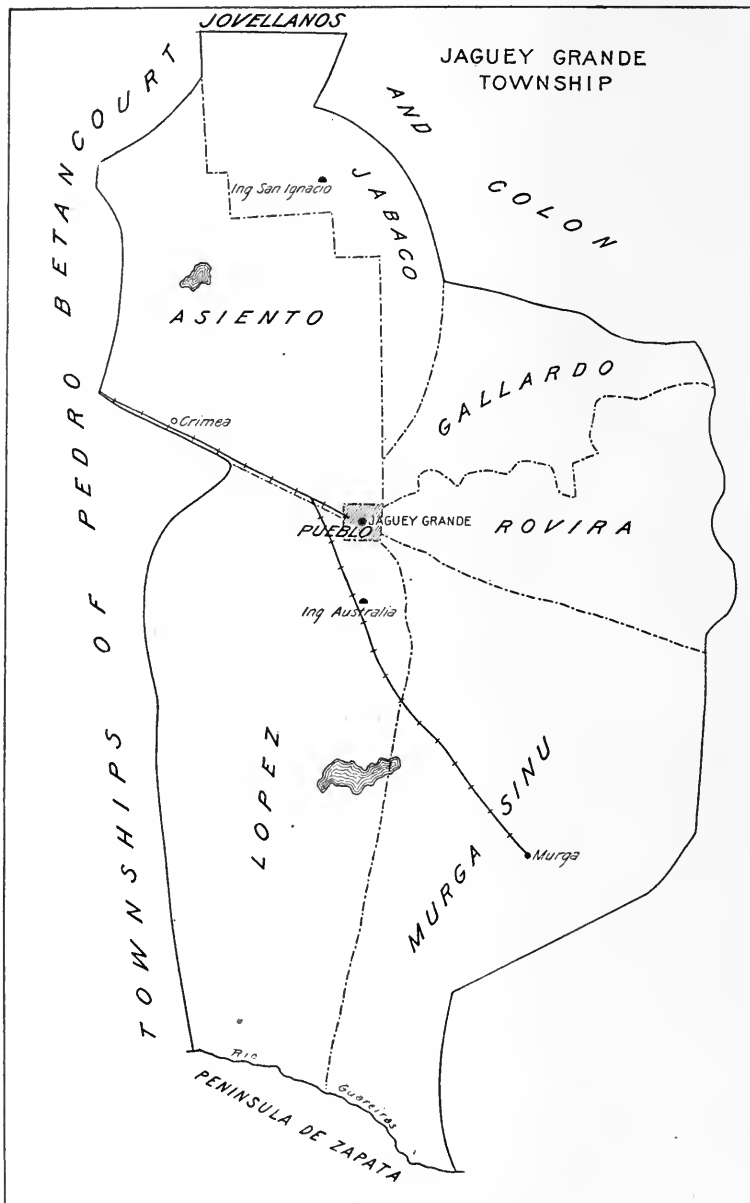 JOVELLANOS
JAGUEY GRANDE
TOWNSHIP
TOWNSHIPS OF PEDRO BETANCOURT
AND
COLON
Ing San Ignacio
JABACO
ASIENTO
GALLARDO
Crimea
JAGUEY GRANDE
PUEBLO
ROVIRA
Ing Australia
LOPEZ
MURGA SINU
Murga
Rio Guareiras
PENINSULA DE ZAPATA